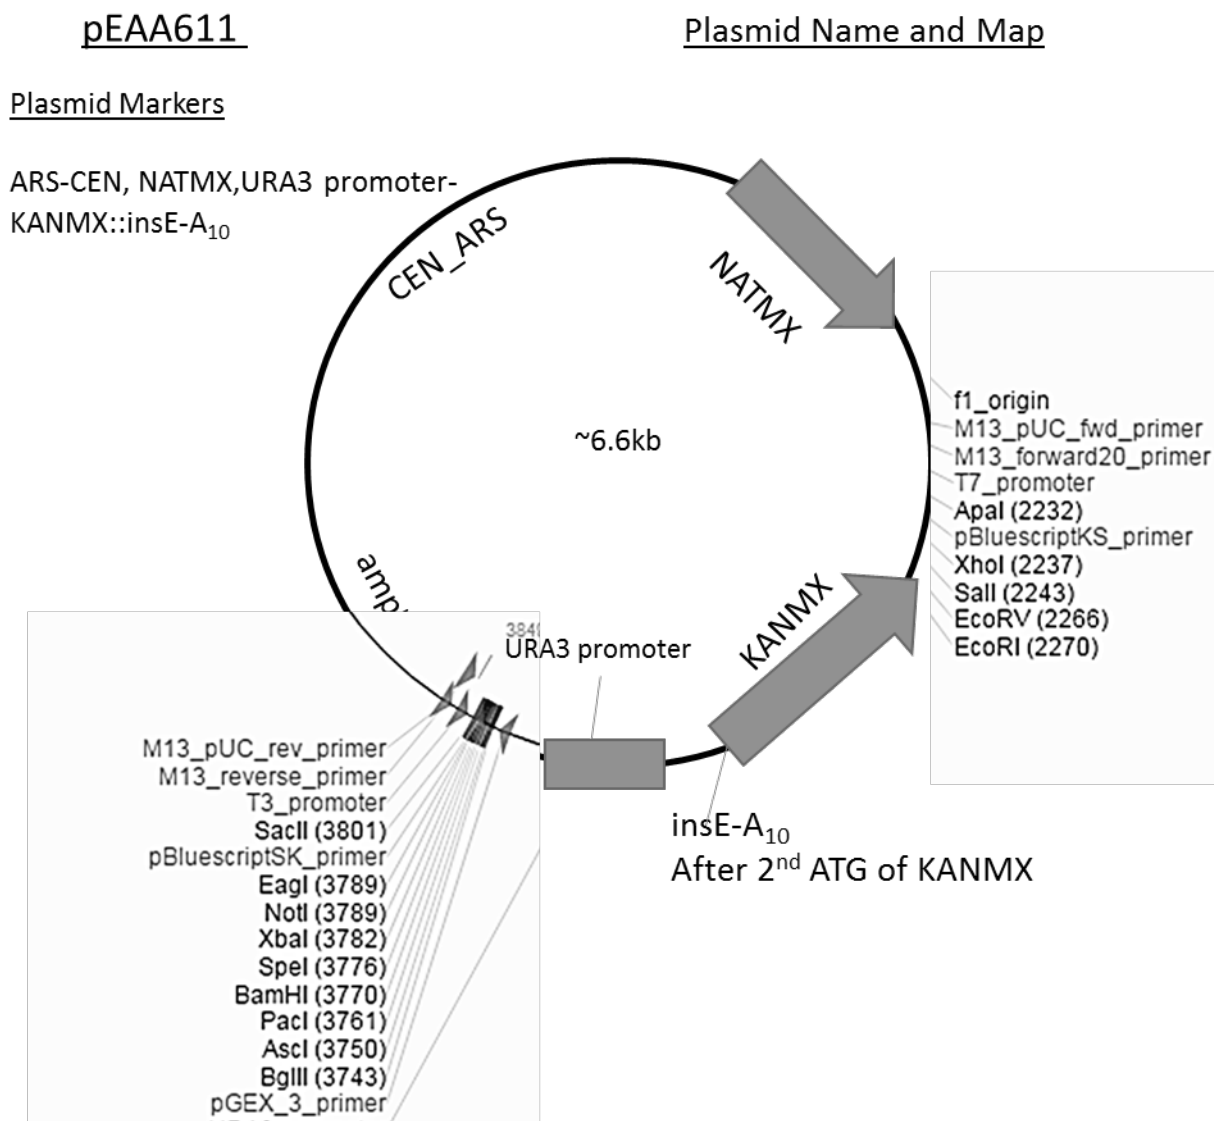 pEAA611
Plasmid Name and Map
Plasmid Markers
ARS-CEN, NATMX,URA3 promoter-
KANMX::insE-A10
CEN_ARS
NATMX
~6.6kb
f1_origin
M13_pUC_fwd_primer
M13_forward20_primer
T7_promoter
ApaI (2232)
pBluescriptKS_primer
XhoI (2237)
SalI (2243)
EcoRV (2266)
EcoRI (2270)
KANMX
URA3 promoter
insE-A10
After 2nd ATG of KANMX
M13_pUC_rev_primer
M13_reverse_primer
T3_promoter
SacII (3801)
pBluescriptSK_primer
EagI (3789)
NotI (3789)
XbaI (3782)
SpeI (3776)
BamHI (3770)
PacI (3761)
AscI (3750)
BglII (3743)
pGEX_3_primer